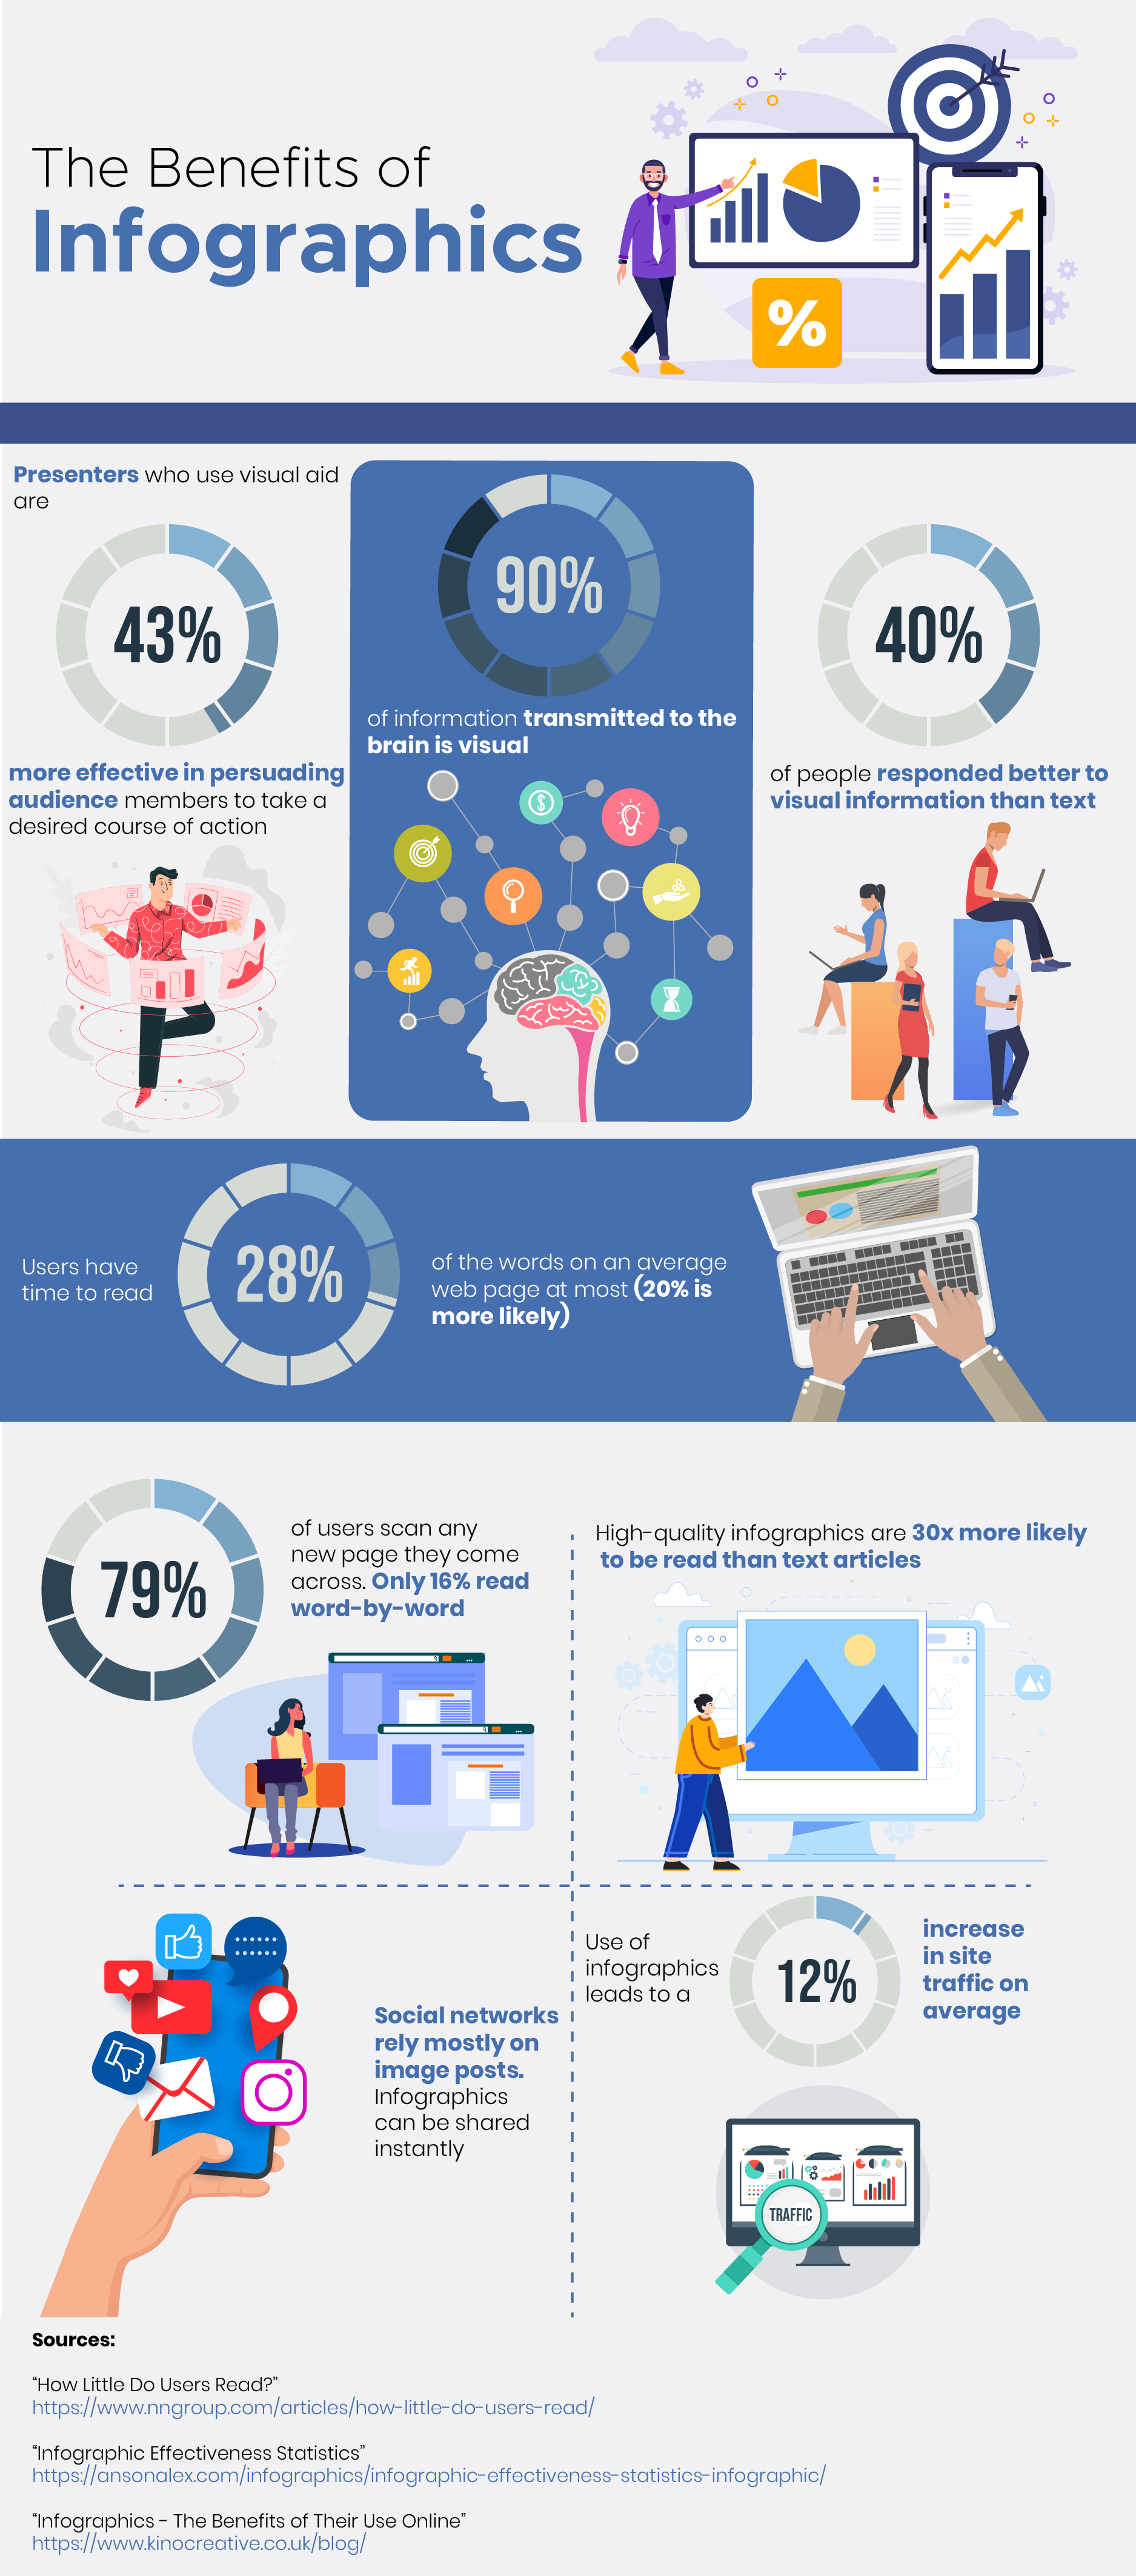 The Benefits of
Infographics
%
Presenters who use visual aid
are
43%
more effective in persuading
audience members to take a
desired course of action
90%
of information transmitted to the
brain is visual
$
40%
of people responded better to
visual information than text
Users have
time to read
28%
of the words on an average
web page at most (20% is
more likely)
79%
of users scan any
new page they come
across. Only 16% read
word-by-word
High-quality infographics are 30x more likely
to be read than text articles
Social networks
rely mostly on
image posts.
Infographics
can be shared
instantly
Use of
infographics
leads to a
12%
increase
in site
traffic on
average
TRAFFIC
Sources:
“How Little Do Users Read?”
https://www.nngroup.com/articles/how-little-do-users-read/
“Infographic Effectiveness Statistics”
https://ansonalex.com/infographics/infographic-effectiveness-statistics-infographic/
“Infographics - The Benefits of Their Use Online”
https://www.kinocreative.co.uk/blog/